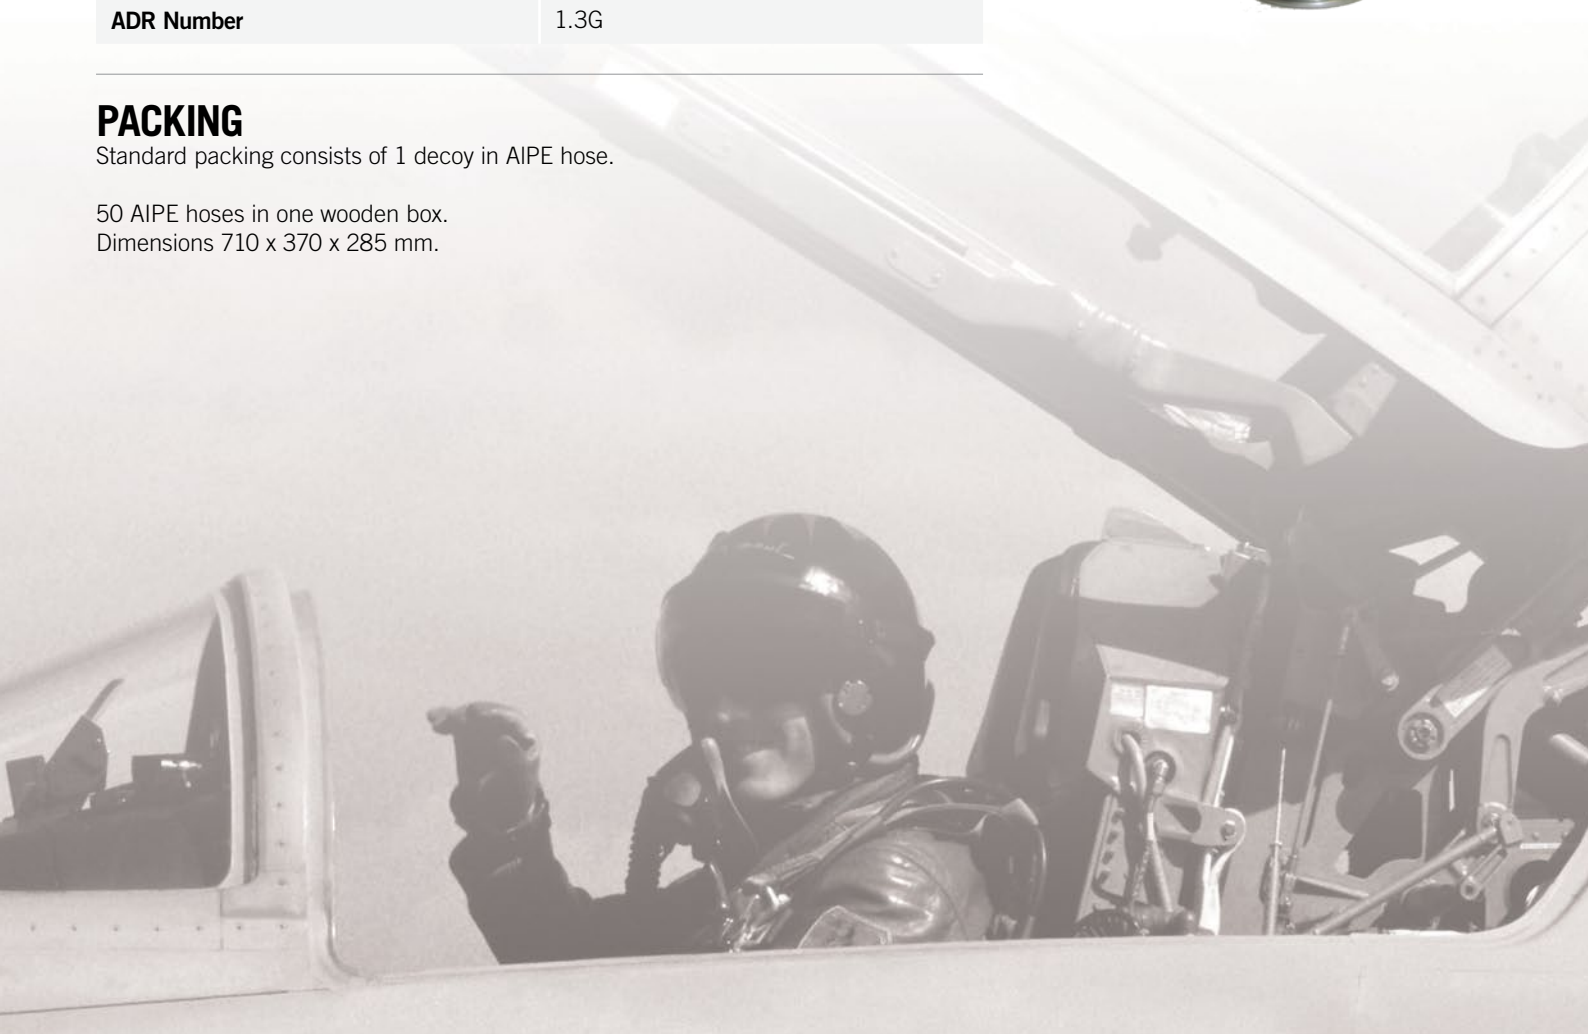 ADR Number 1.3G
PACKING
Standard packing consists of 1 decoy in AIPE hose.
50 AIPE hoses in one wooden box.
Dimensions 710 x 370 x 285 mm.